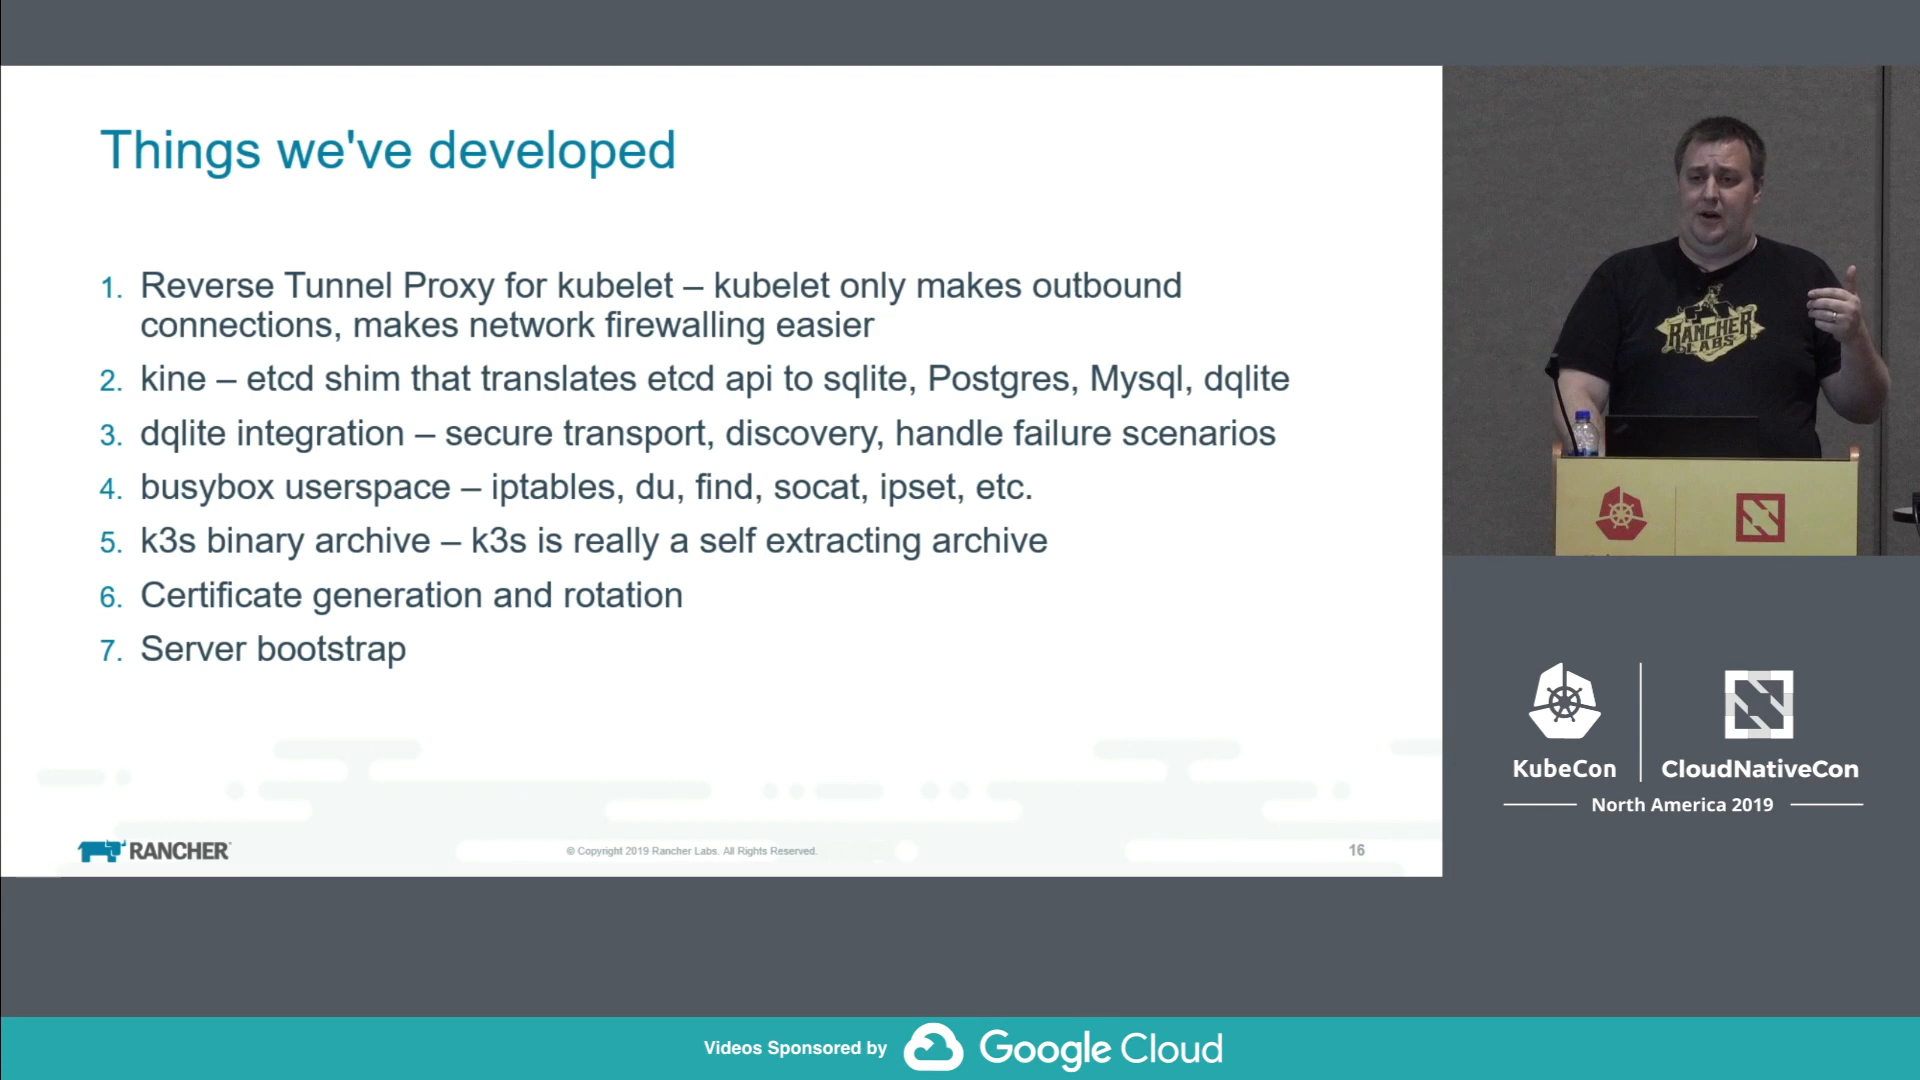 Things we've developed
1. Reverse Tunnel Proxy for kubelet – kubelet only makes outbound
connections, makes network firewalling easier
2. kine – etcd shim that translates etcd api to sqlite, Postgres, Mysql, dqlite
3. dqlite integration – secure transport, discovery, handle failure scenarios
4. busybox userspace – iptables, du, find, socat, ipset, etc.
5. k3s binary archive – k3s is really a self extracting archive
6. Certificate generation and rotation
7. Server bootstrap
RANCHER
© Copyright 2019 Rancher Labs. All Rights Reserved.
16
RANCHER
LABS
KubeCon
CloudNativeCon
North America 2019
Videos Sponsored by Google Cloud